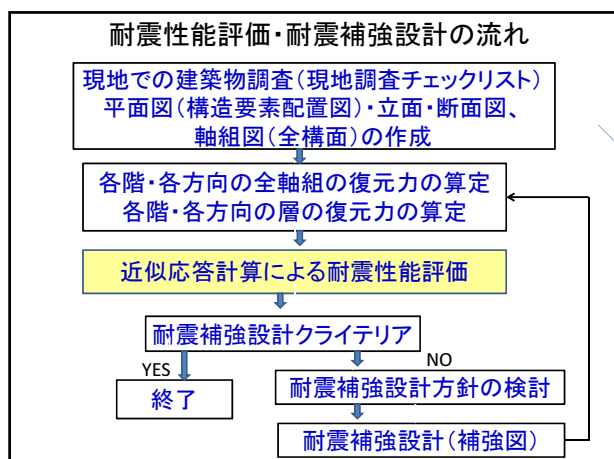 耐震性能評価・耐震補強設計の流れ
現地での建築物調査(現地調査チェックリスト)
平面図(構造要素配置図)・立面・断面図、
軸組図(全構面)の作成
各階・各方向の全軸組の復元力の算定
各階・各方向の層の復元力の算定
近似応答計算による耐震性能評価
耐震補強設計クライテリア
YES
NO
終了
耐震補強設計方針の検討
耐震補強設計(補強図)